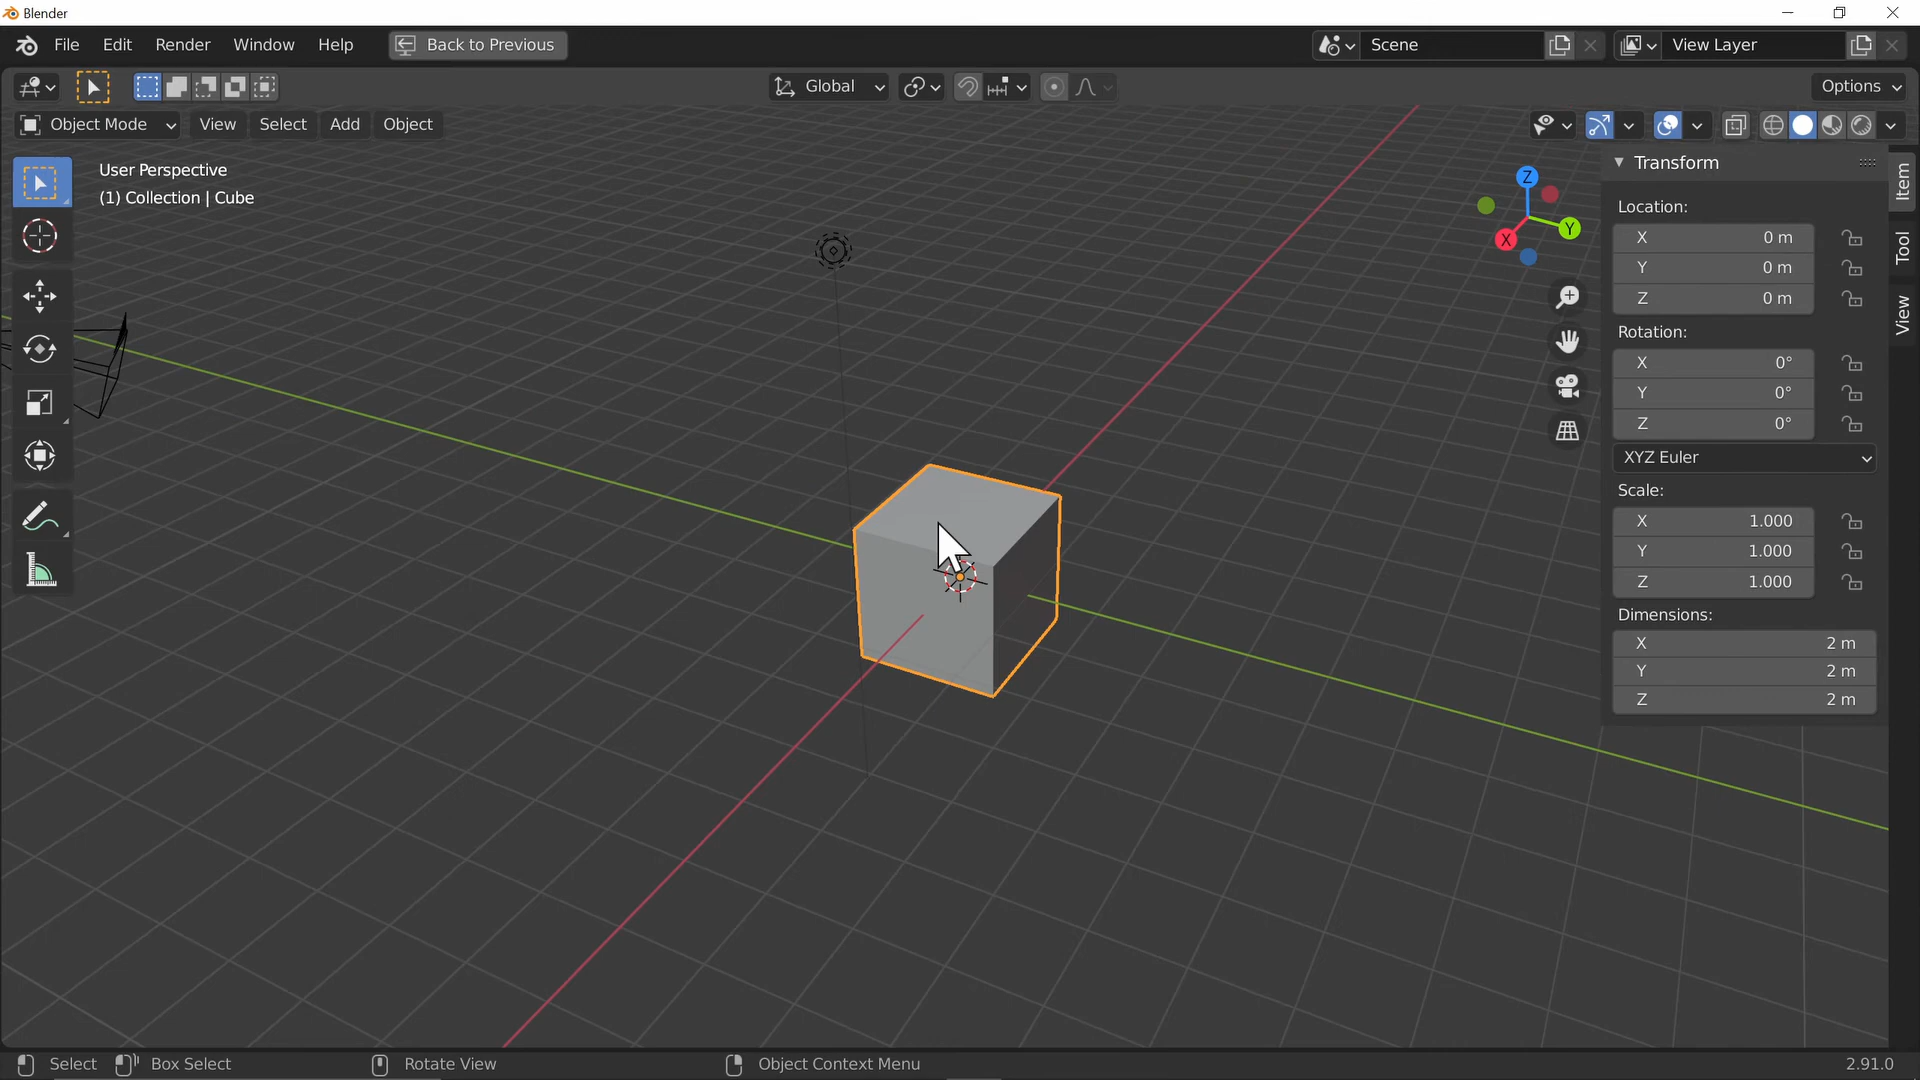 Blender
File Edit Render Window Help Back to Previous Scene View Layer
Global Options
Object Mode View Select Add Object
User Perspective
(1) Collection | Cube
Z
Y
X
Transform
Location:
X 0 m
Y 0 m
Z 0 m
Rotation:
X 0°
Y 0°
Z 0°
XYZ Euler
Scale:
X 1.000
Y 1.000
Z 1.000
Dimensions:
X 2 m
Y 2 m
Z 2 m
Item
Tool
View
Select Box Select Rotate View Object Context Menu 2.91.0